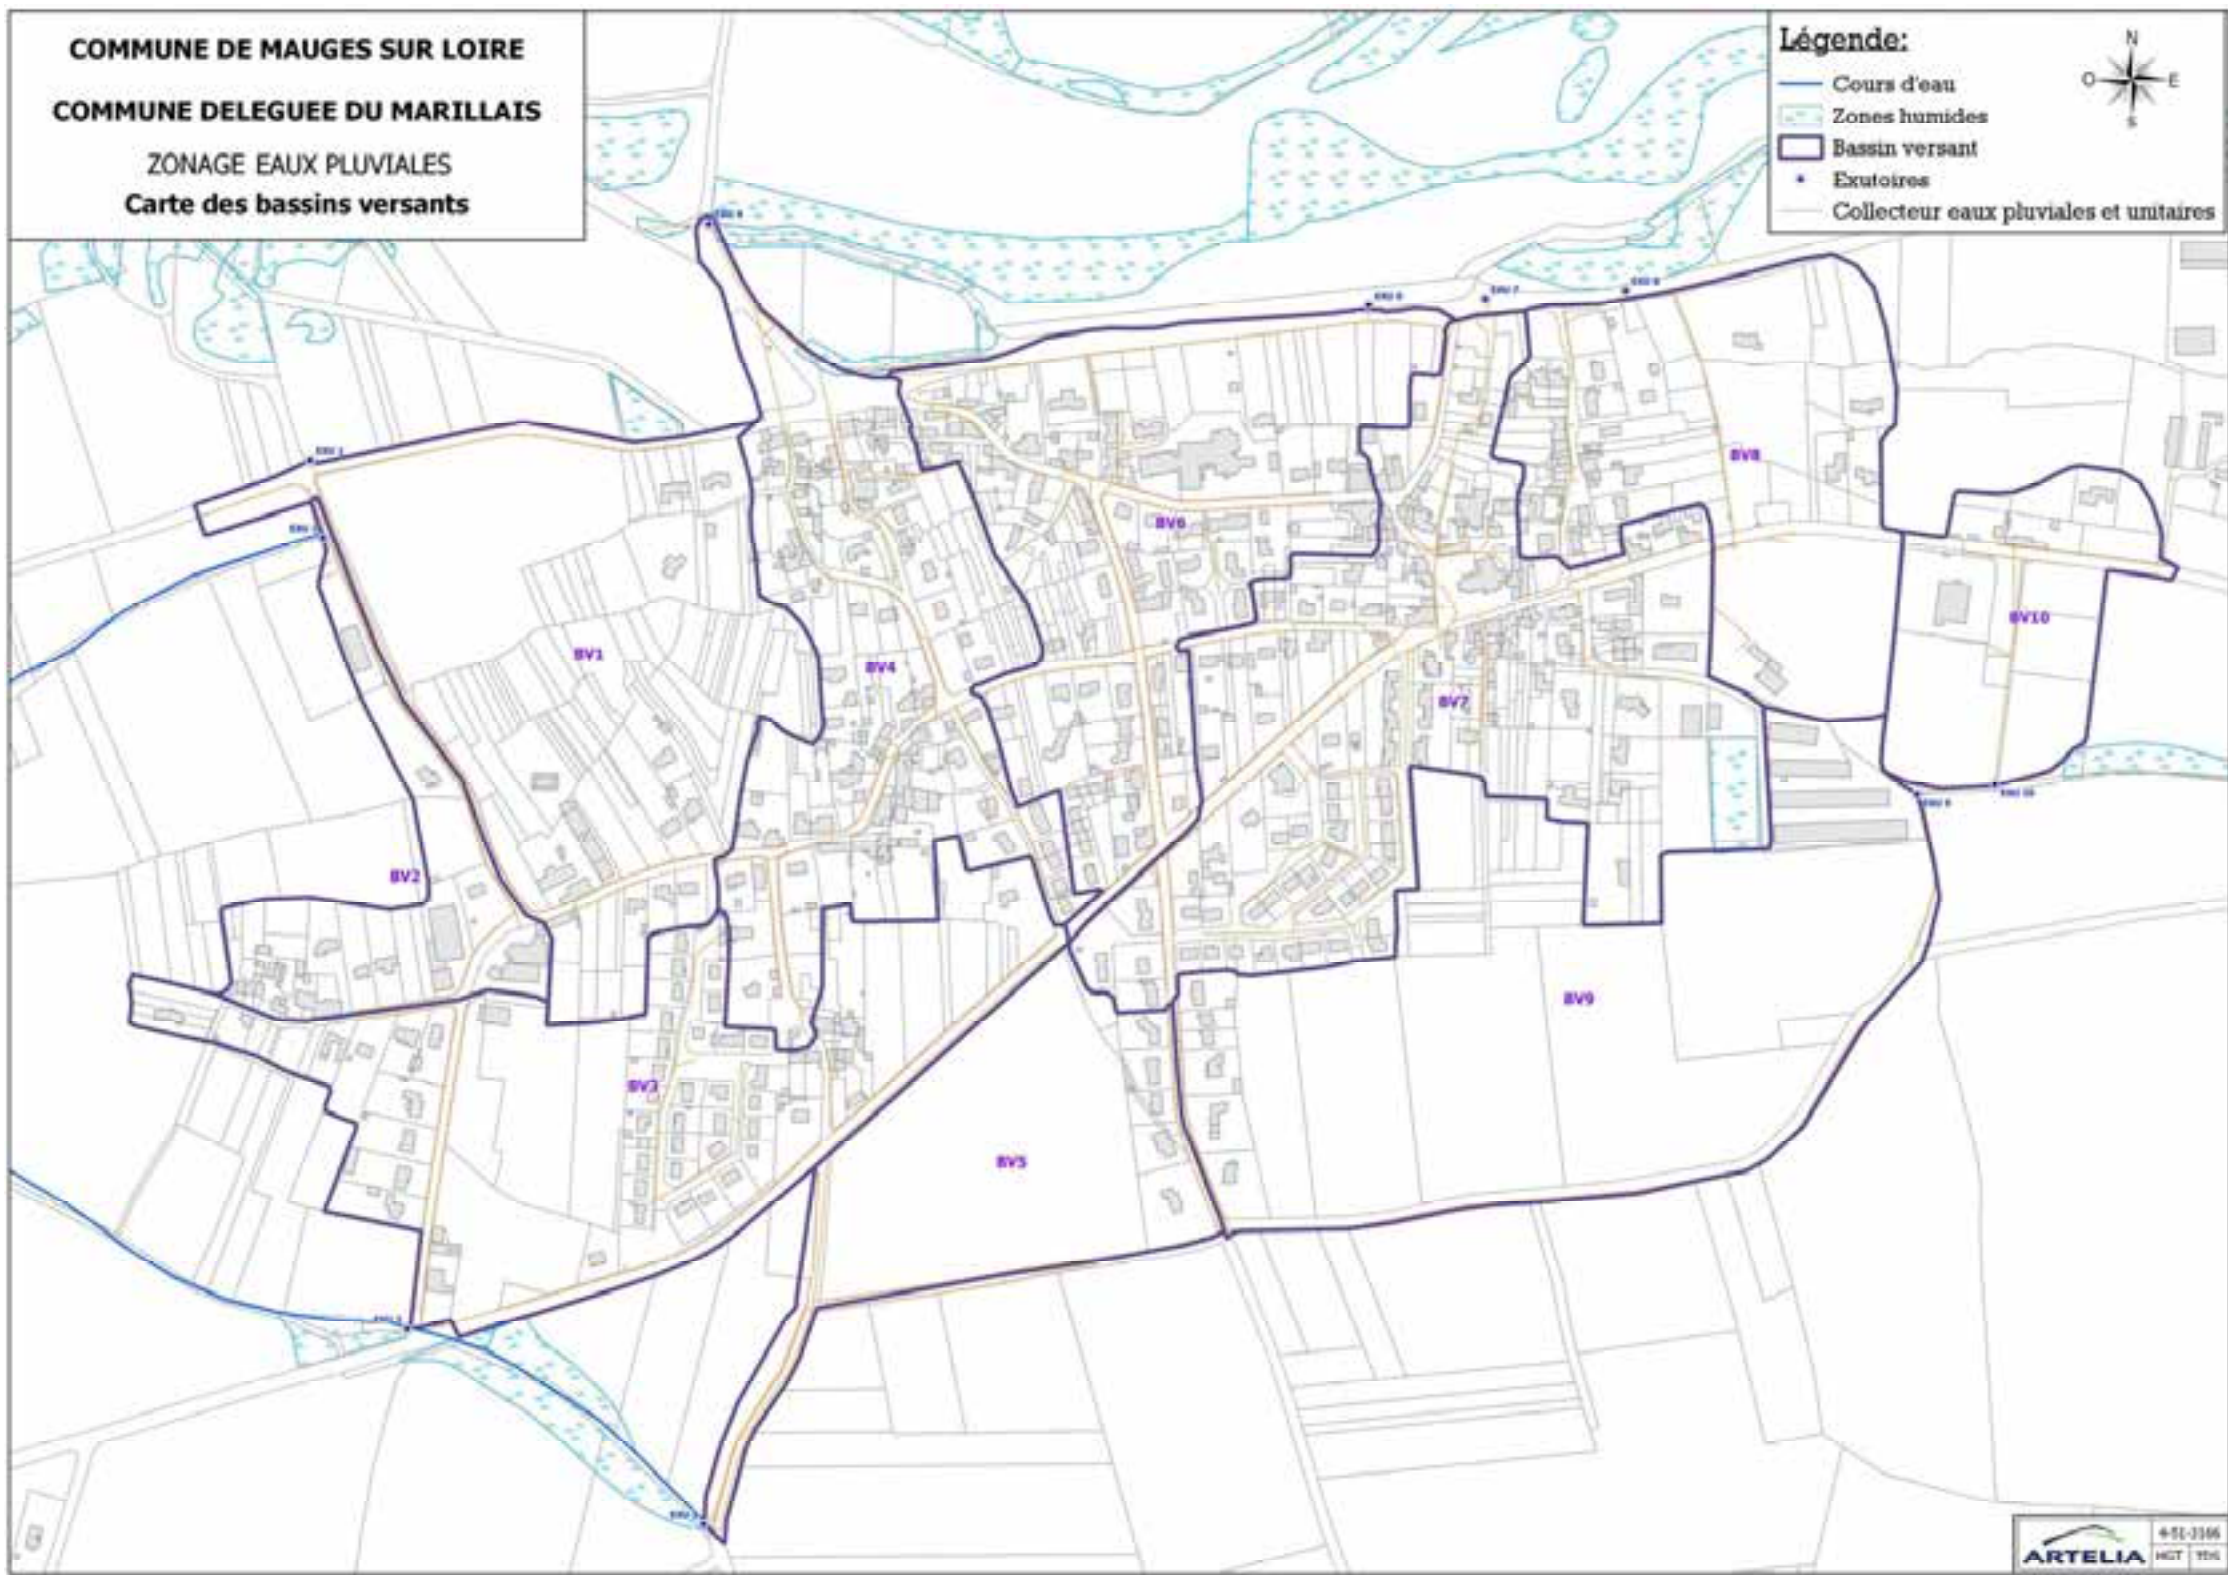 COMMUNE DE MAUGES SUR LOIRE
COMMUNE DELEGUEE DU MARILLAIS
ZONAGE EAUX PLUVIALES
Carte des bassins versants
Légende:
Cours d'eau
Zones humides
Bassin versant
Exutoires
Collecteur eaux pluviales et unitaires
N
O
E
S
BV8
BV6
BV10
BV1
BV4
BV7
BV2
BV9
BV3
BV5
ARTELIA